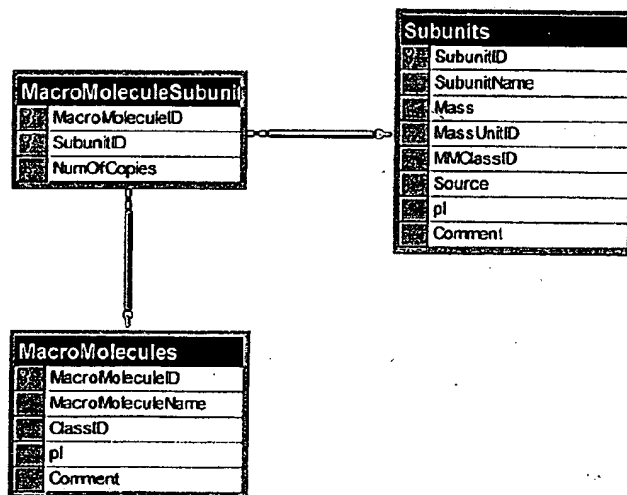 Subunits
SubunitID
SubunitName
Mass
MassUnitID
MMClassID
Source
pI
Comment
MacroMoleculeSubunit
MacroMoleculeID
SubunitID
NumOfCopies
MacroMolecules
MacroMoleculeID
MacroMoleculeName
ClassID
pI
Comment